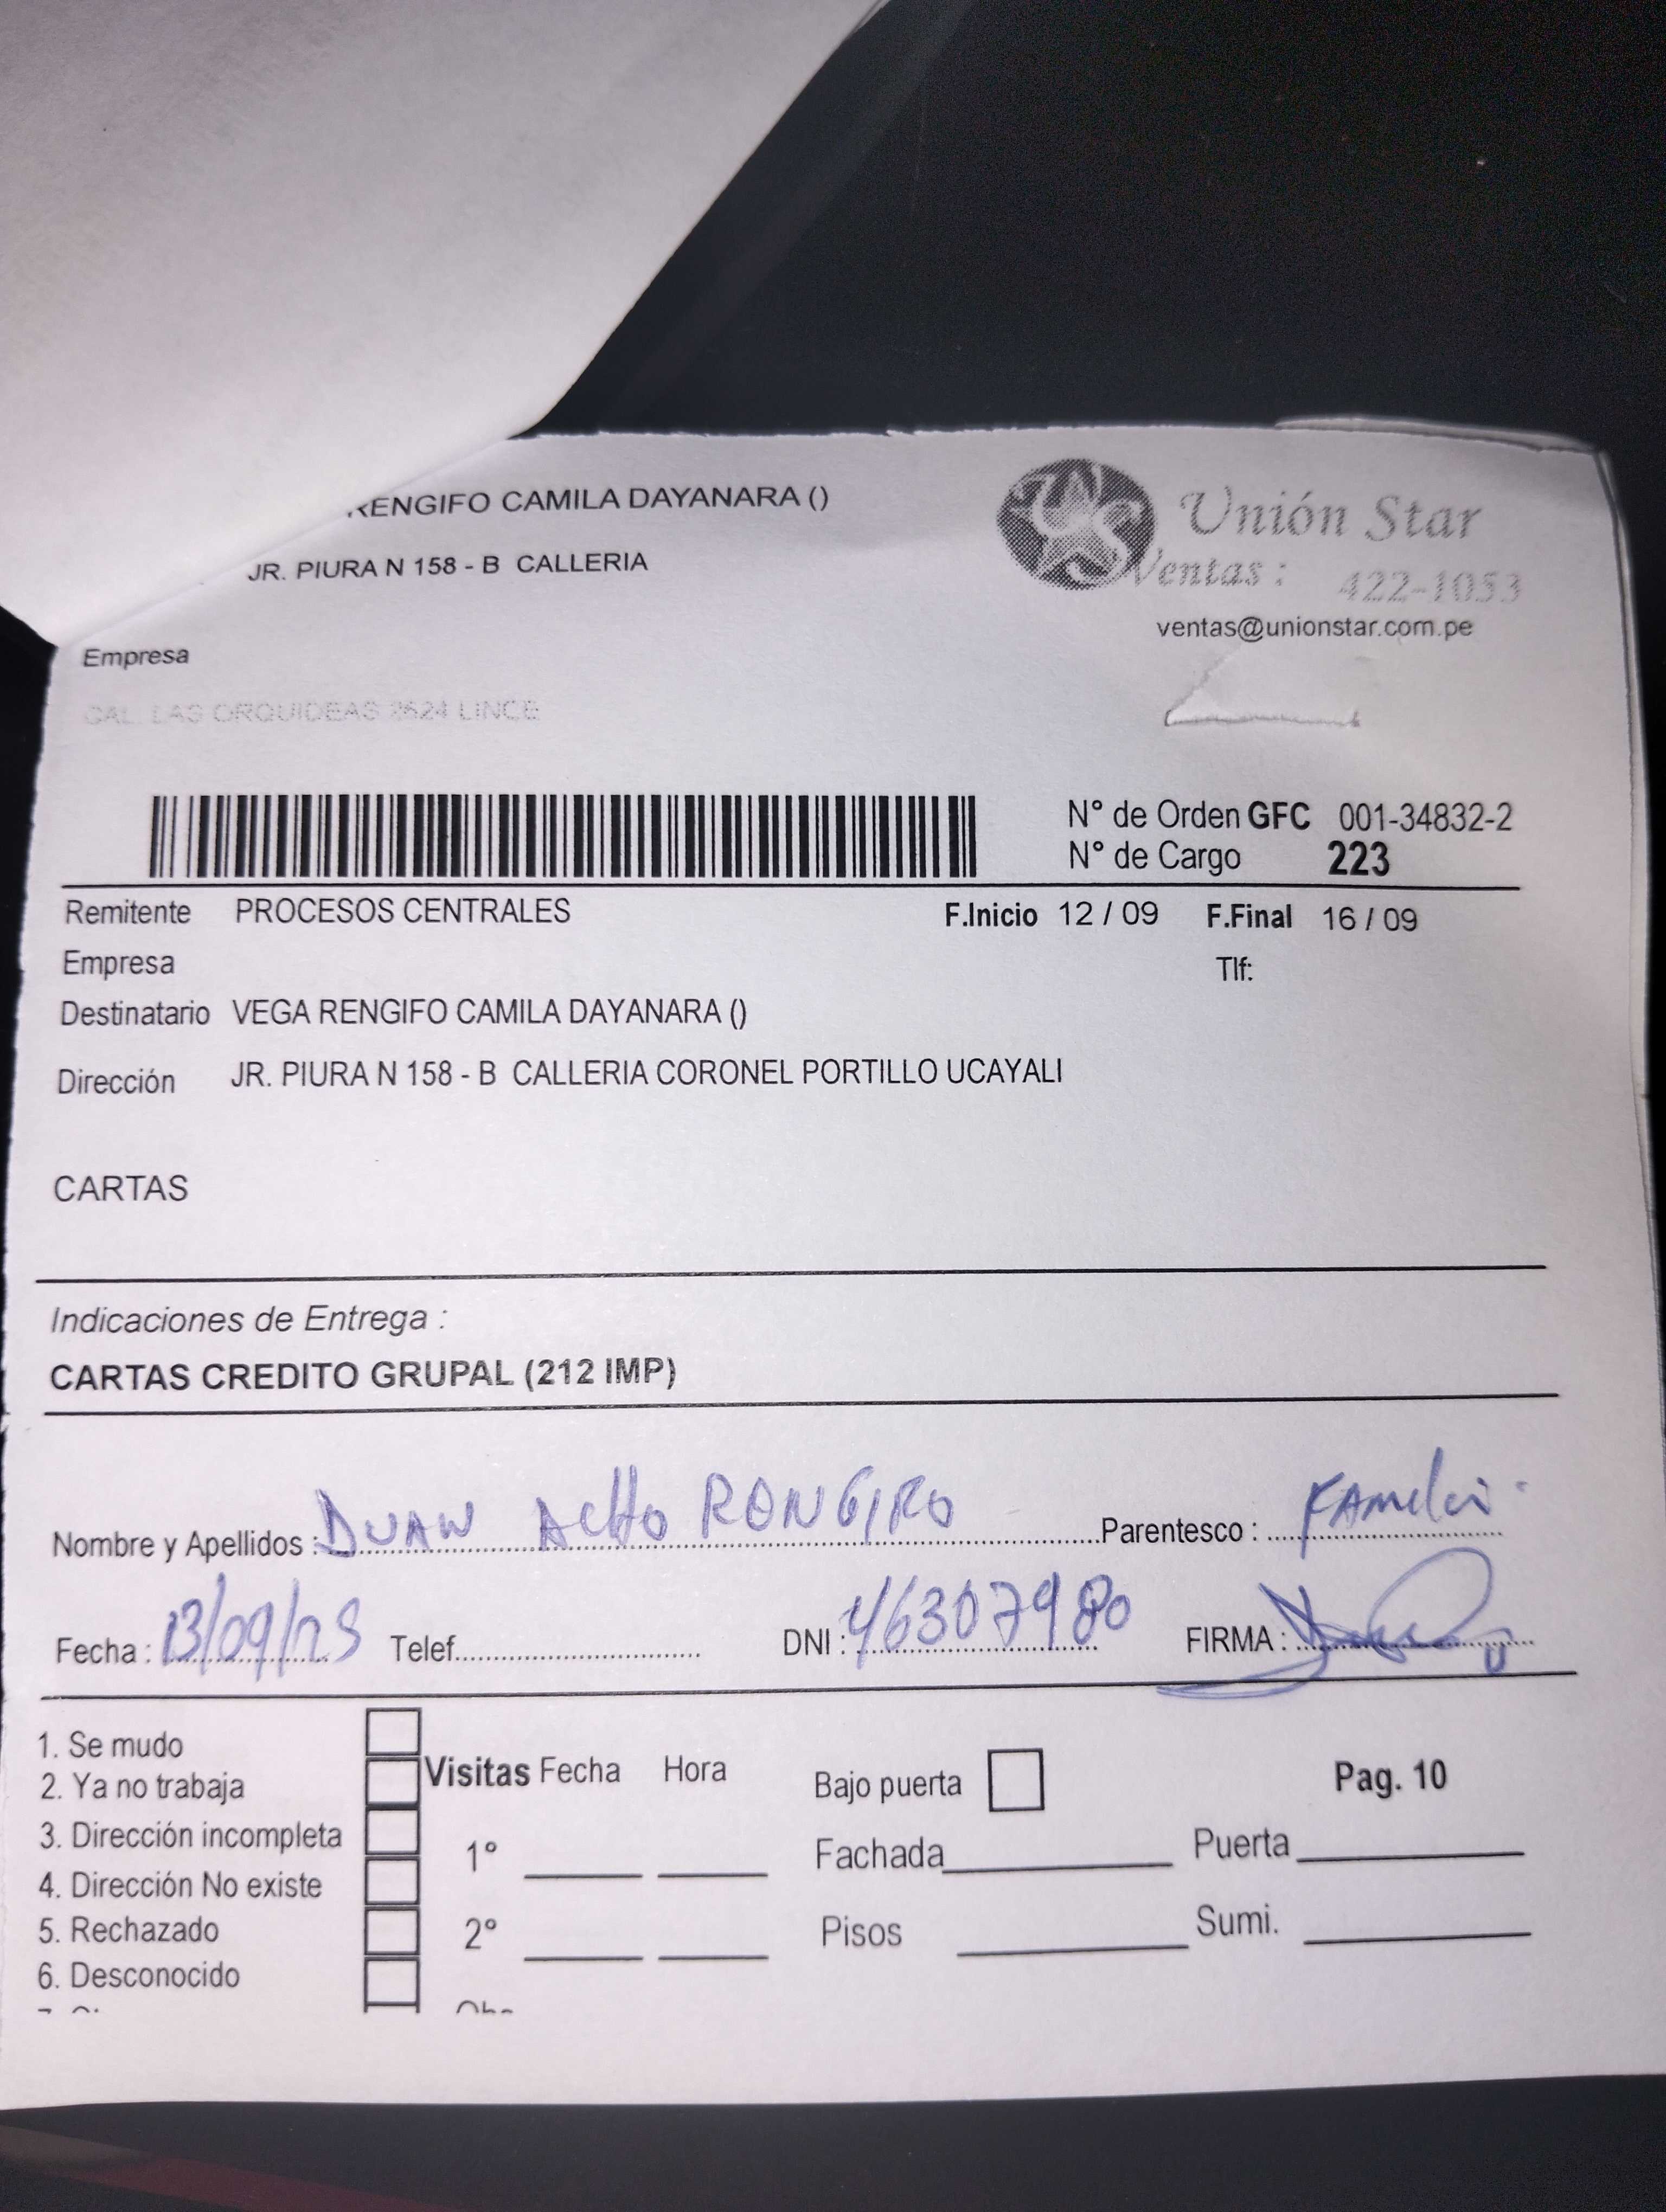 RENGIFO CAMILA DAYANARA ()
JR. PIURA N 158 - B CALLERIA
Unión Star
Ventas : 422-1053
ventas@unionstar.com.pe
Empresa
CAL. LAS ORQUIDEAS 2624 LINCE
N° de Orden GFC 001-34832-2
N° de Cargo 223
Remitente PROCESOS CENTRALES F.Inicio 12 / 09 F.Final 16 / 09
Empresa Tlf:
Destinatario VEGA RENGIFO CAMILA DAYANARA ()
Dirección JR. PIURA N 158 - B CALLERIA CORONEL PORTILLO UCAYALI
CARTAS
Indicaciones de Entrega :
CARTAS CREDITO GRUPAL (212 IMP)
Nombre y Apellidos : RENGIRO Parentesco :
Fecha : 13/09/25 Telef. DNI : 46307980 FIRMA :
1. Se mudo
2. Ya no trabaja
3. Dirección incompleta
4. Dirección No existe
5. Rechazado
6. Desconocido
Visitas Fecha Hora
1°
2°
Bajo puerta Pag. 10
Fachada Puerta
Pisos Sumi.